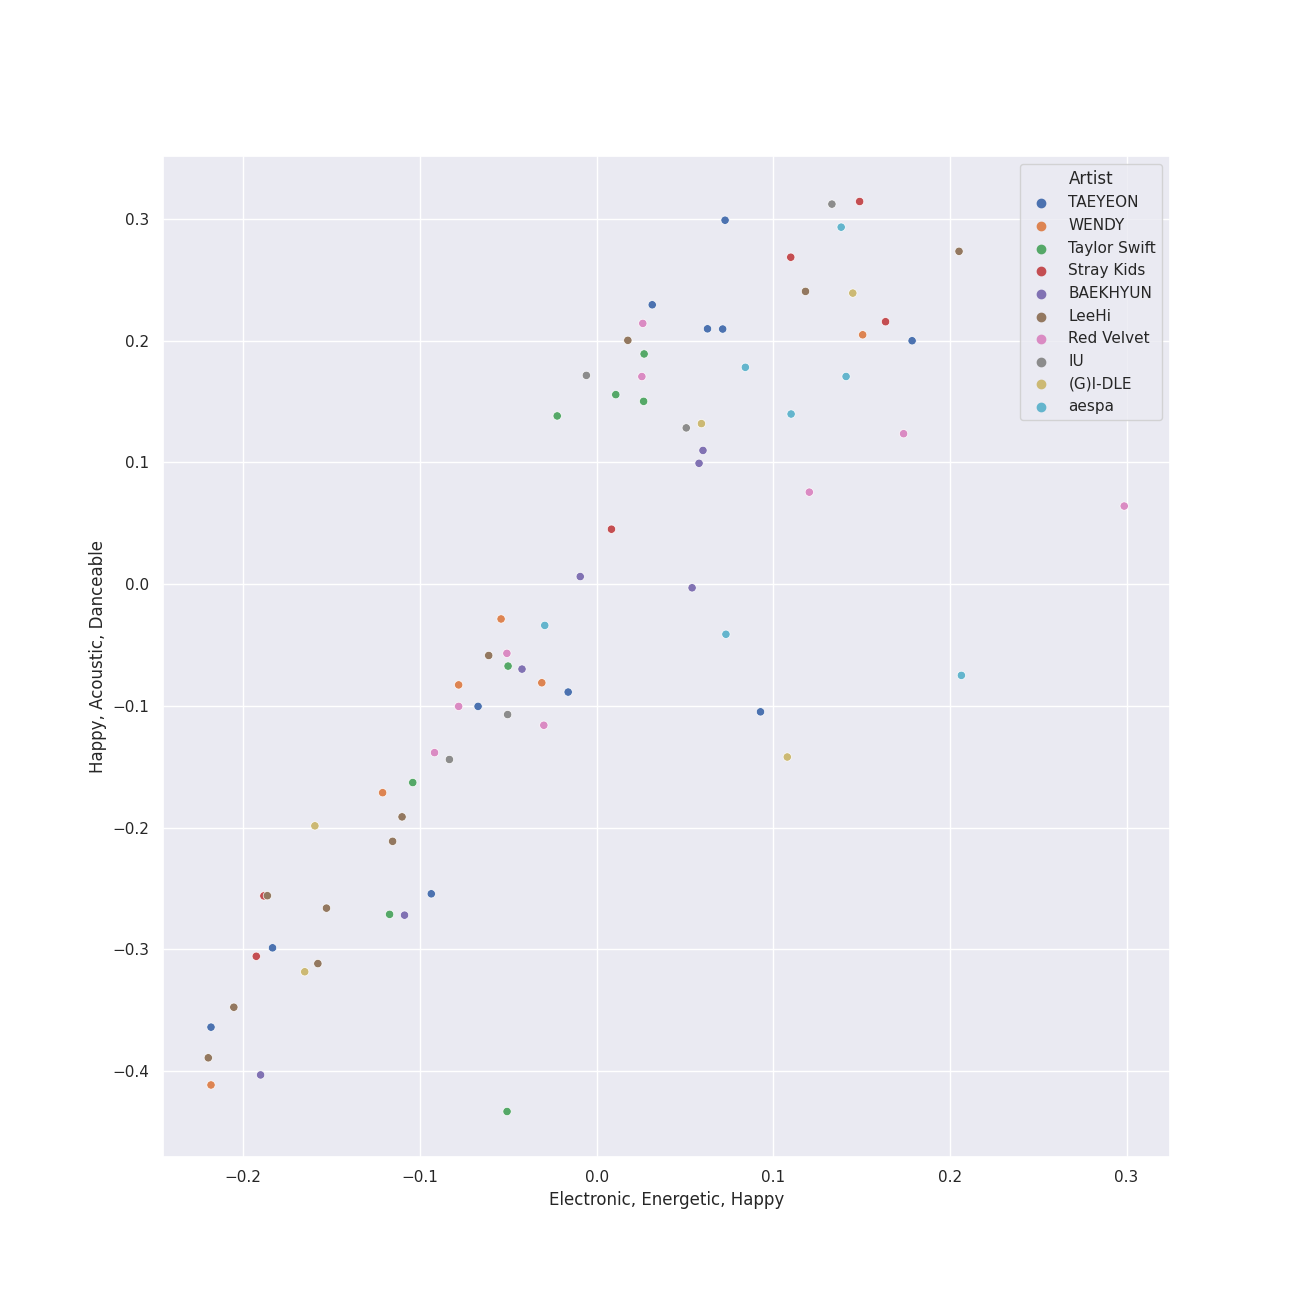 Artist
TAEYEON
WENDY
Taylor Swift
Stray Kids
BAEKHYUN
LeeHi
Red Velvet
IU
(G)I-DLE
aespa
0.3
0.2
0.1
0.0
−0.1
−0.2
−0.3
−0.4
Happy, Acoustic, Danceable
−0.2
−0.1
0.0
0.1
0.2
0.3
Electronic, Energetic, Happy